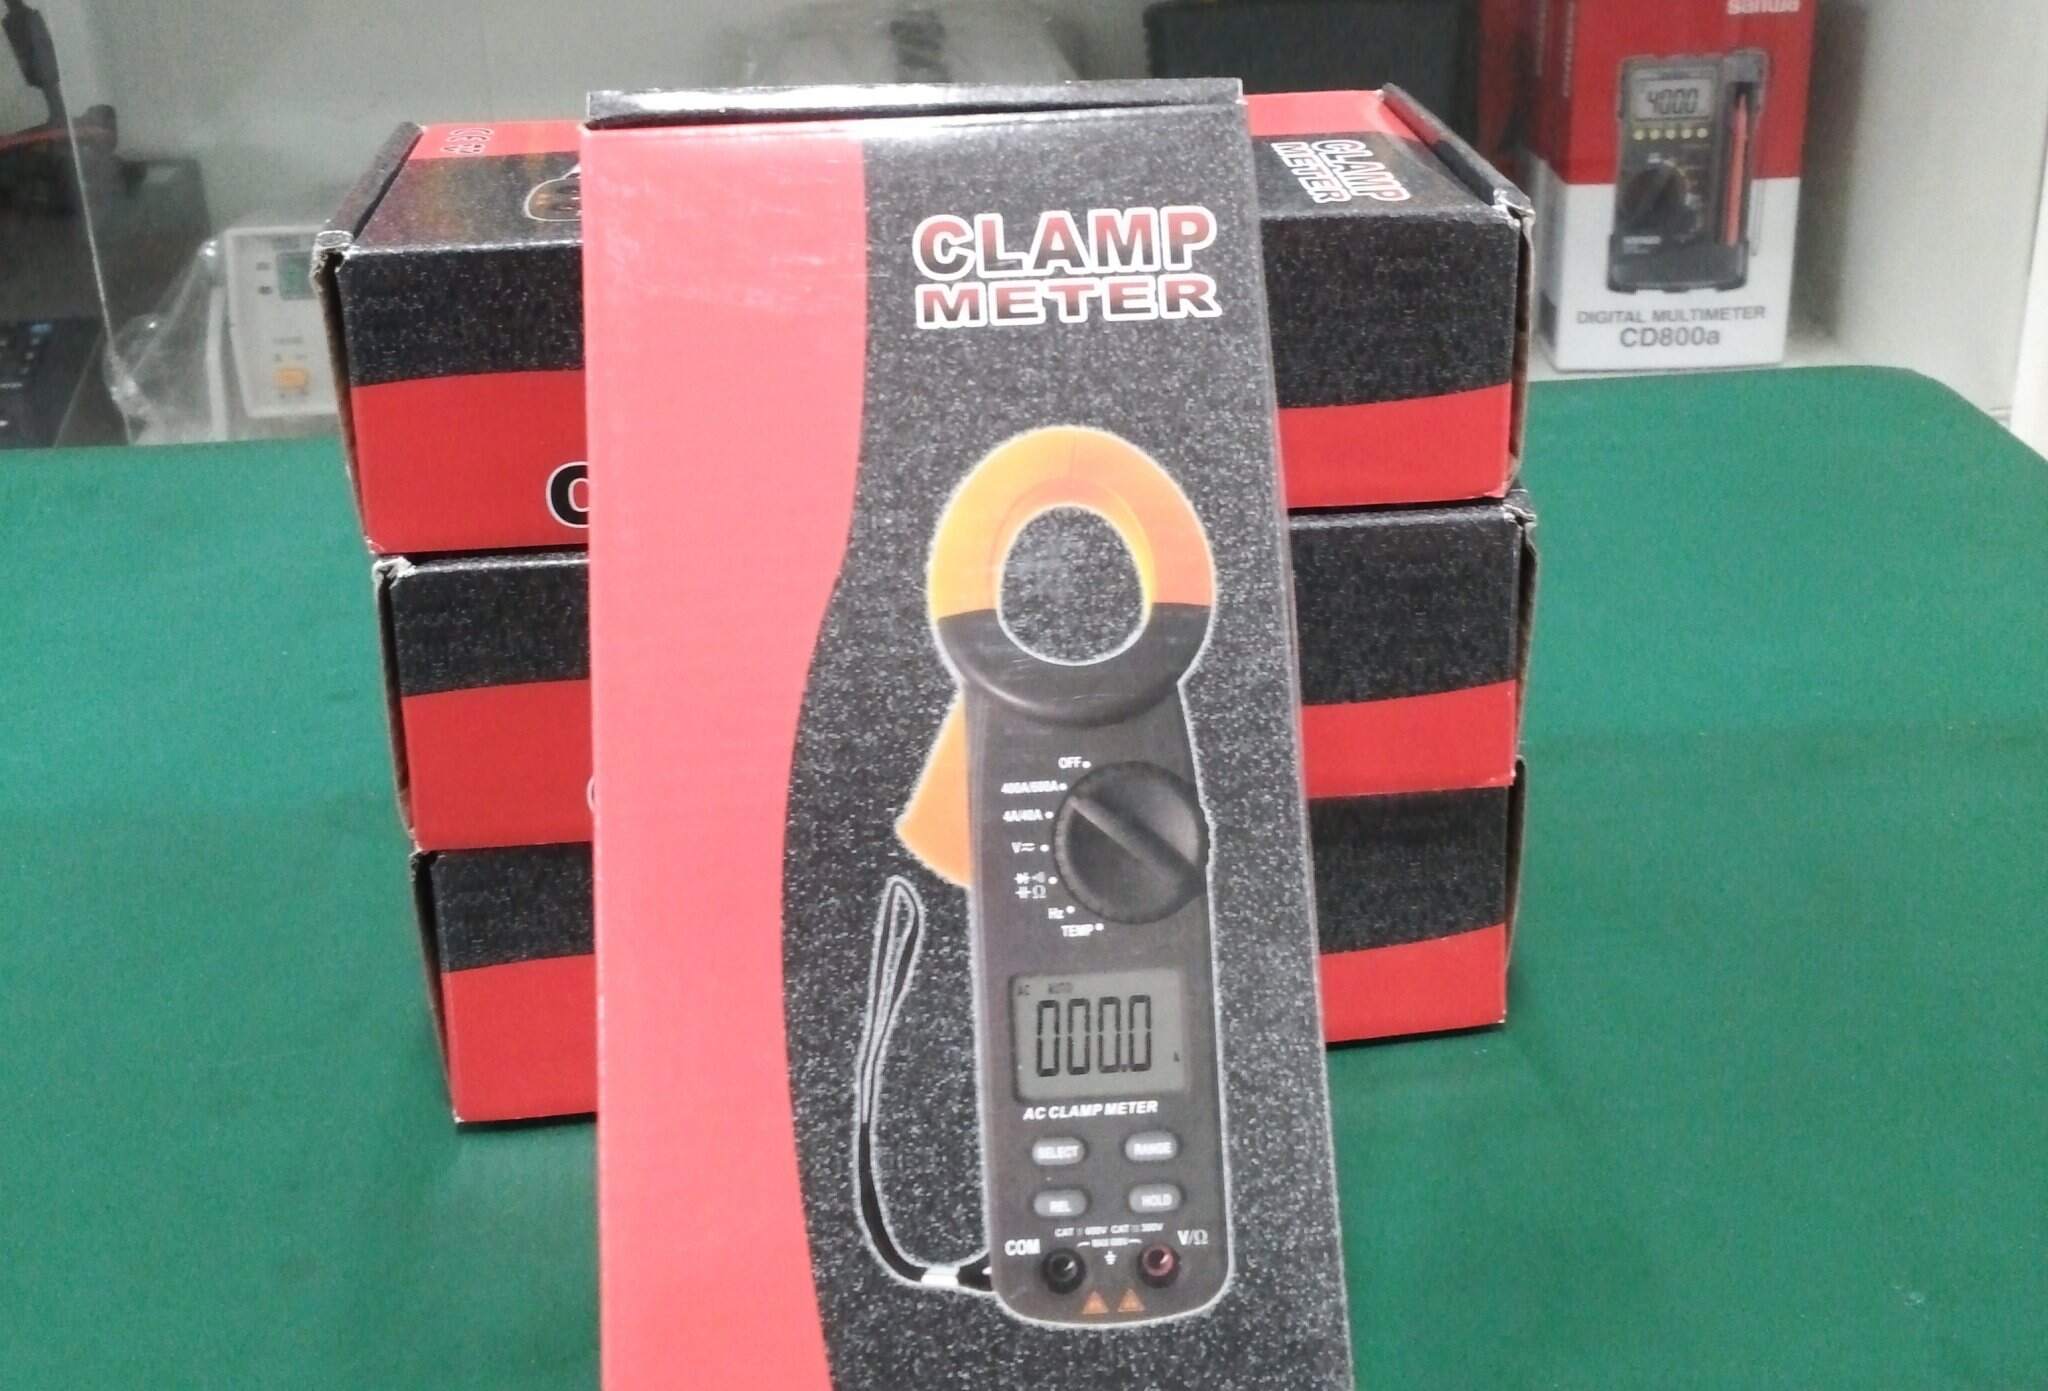 sanwa
4000
DIGITAL MULTIMETER
CD800a
CLAMP
METER
CLAMP
METER
C
OFF
400A/600A
4A/40A
V
Ω
Hz
TEMP
AC AUTO
000.0
A
AC CLAMP METER
SELECT RANGE
REL HOLD
COM
V/Ω